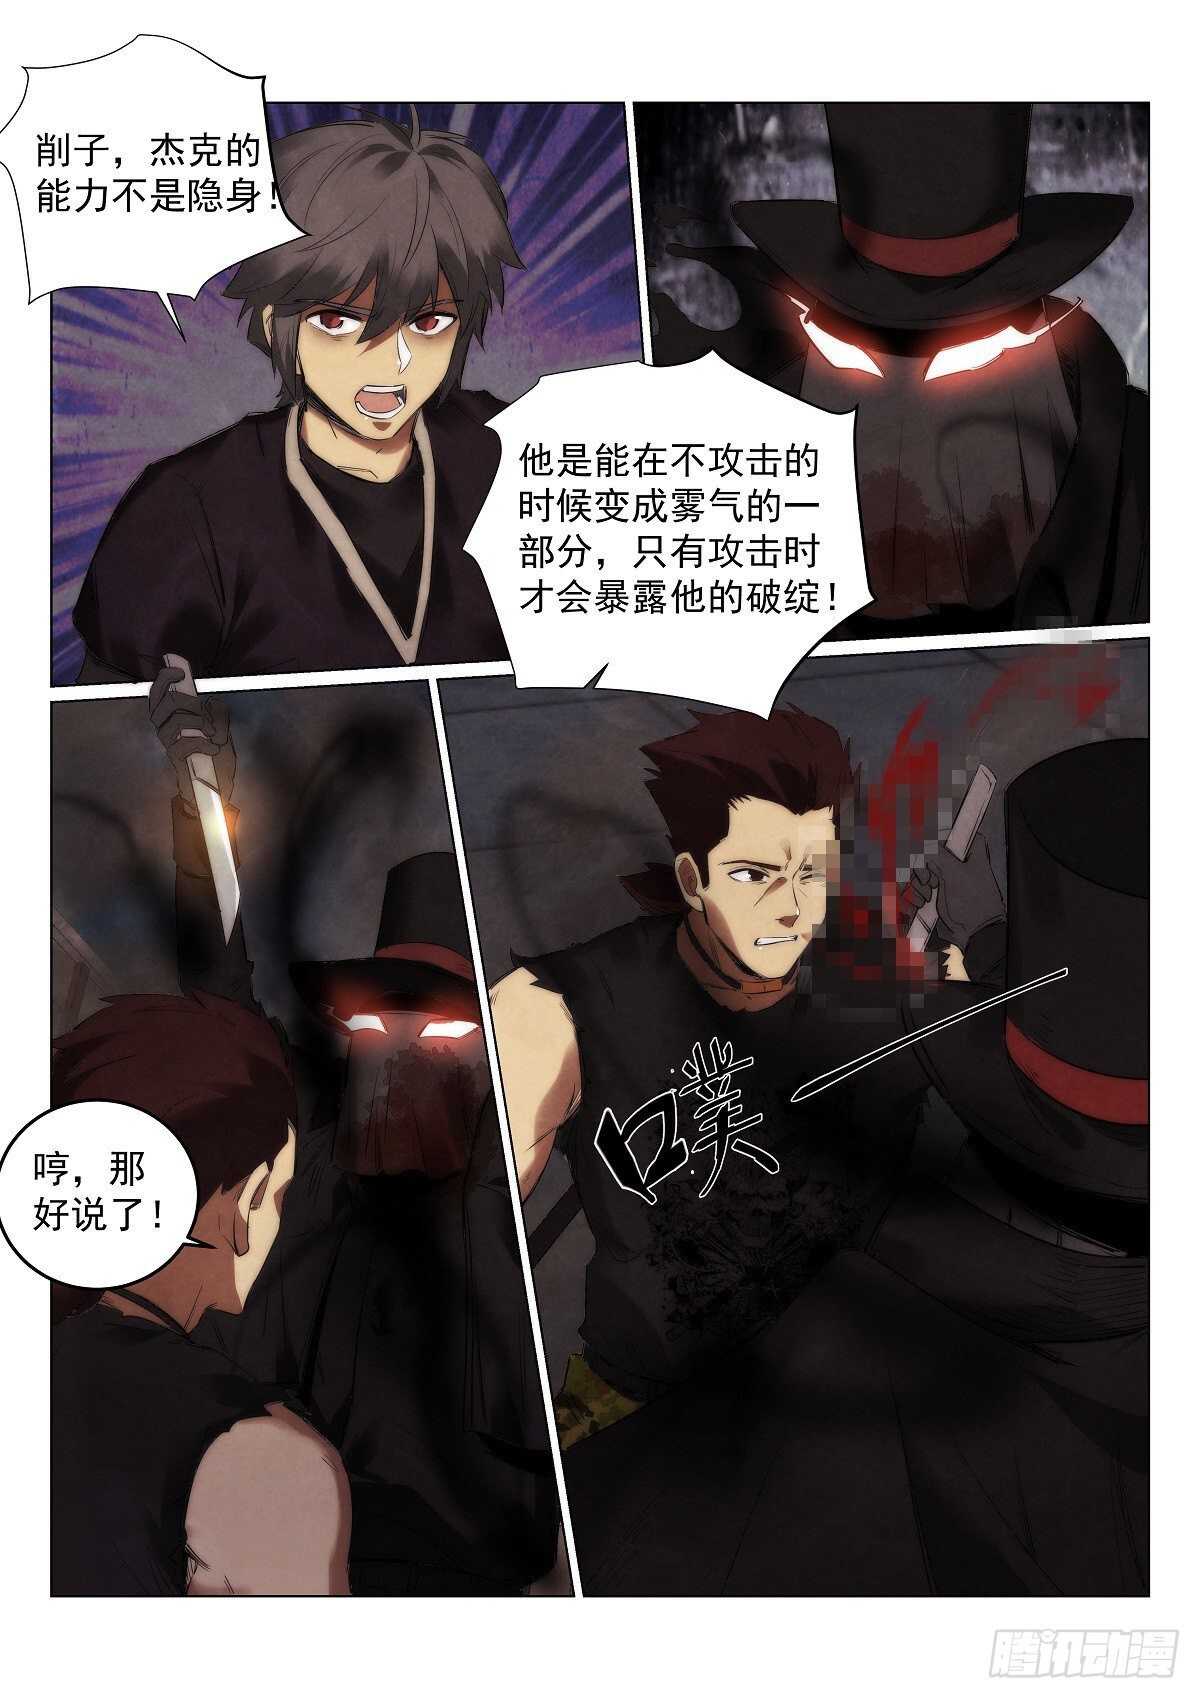 削子，杰克的
能力不是隐身！
他是能在不攻击的
时候变成雾气的一
部分，只有攻击时
才会暴露他的破绽！
哼，那
好说了！
噗
腾讯动漫